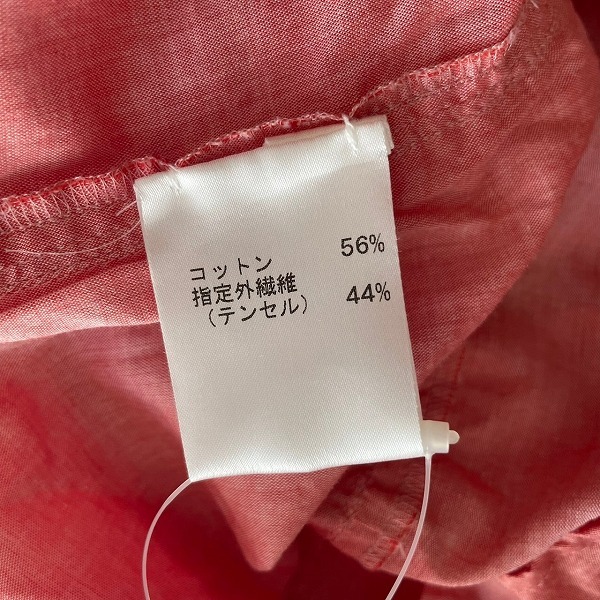 コットン 56%
指定外繊維
（テンセル） 44%